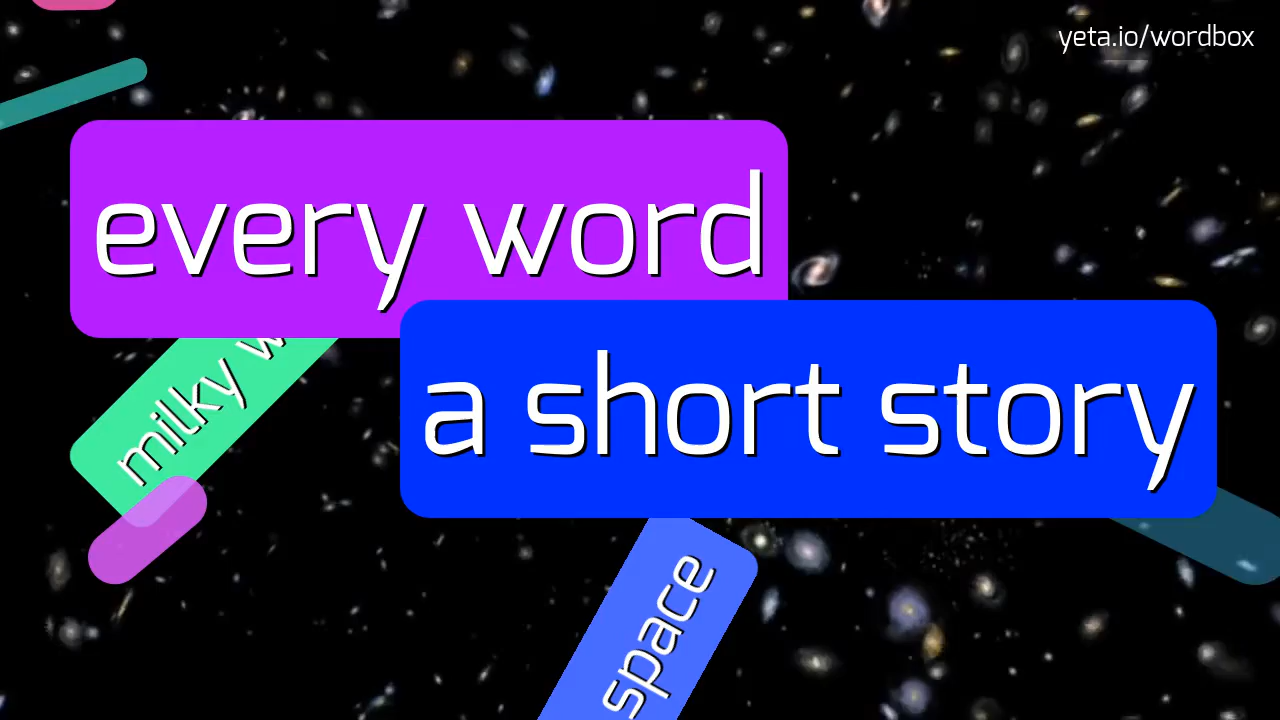 yeta.io/wordbox
every word
a short story
milky w
space